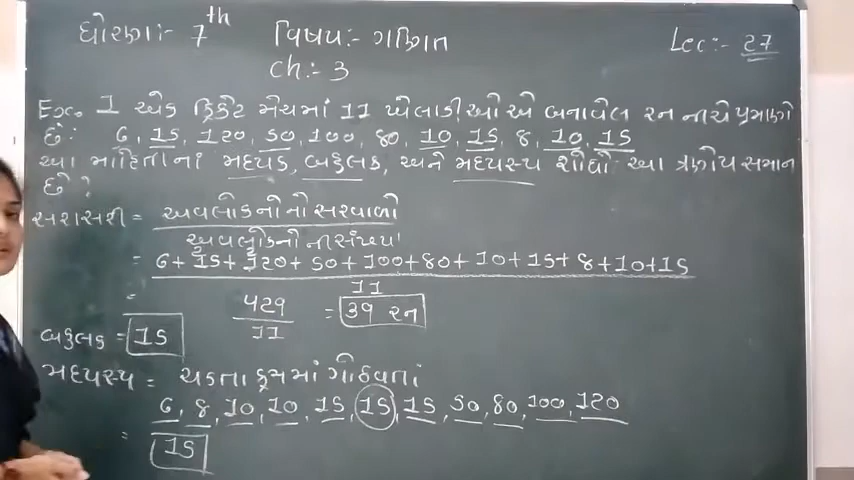 ધોરણ:- 7th વિષય:- ગણિત Lec:- 27
Ch:- 3
Exa. 1 એક ક્રિકેટ મેચમાં 11 ખેલાડીઓએ બનાવેલ રન નીચે પ્રમાણે
છે: 6, 15, 120, 50, 100, 80, 10, 15, 8, 10, 15
આ માહિતીનાં મધ્યક, બહુલક, અને મધ્યસ્થ શોધો. આ ત્રણેય સમાન
છે ?
સરાસરી = અવલોકનોનો સરવાળો
અવલોકનોની સંખ્યા
= 6+ 15+ 120+ 50+ 100+80+ 10+ 15+ 8+10+15
11
= 429
11 = 39 રન
બહુલક = 15
મધ્યસ્થ = ચડતા ક્રમમાં ગોઠવતાં
6, 8, 10, 10, 15, 15, 15, 50, 80, 100, 120
= 15